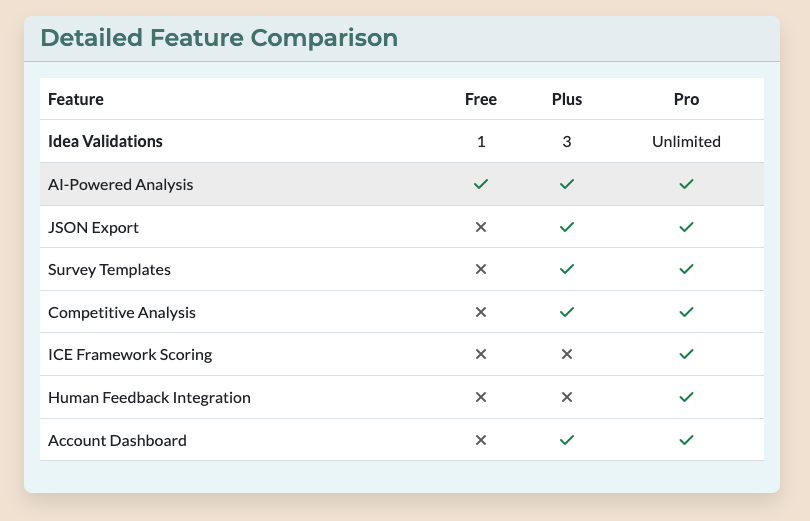 Detailed Feature Comparison
Feature Free Plus Pro
Idea Validations 1 3 Unlimited
AI-Powered Analysis ✓ ✓ ✓
JSON Export ✕ ✓ ✓
Survey Templates ✕ ✓ ✓
Competitive Analysis ✕ ✓ ✓
ICE Framework Scoring ✕ ✕ ✓
Human Feedback Integration ✕ ✕ ✓
Account Dashboard ✕ ✓ ✓